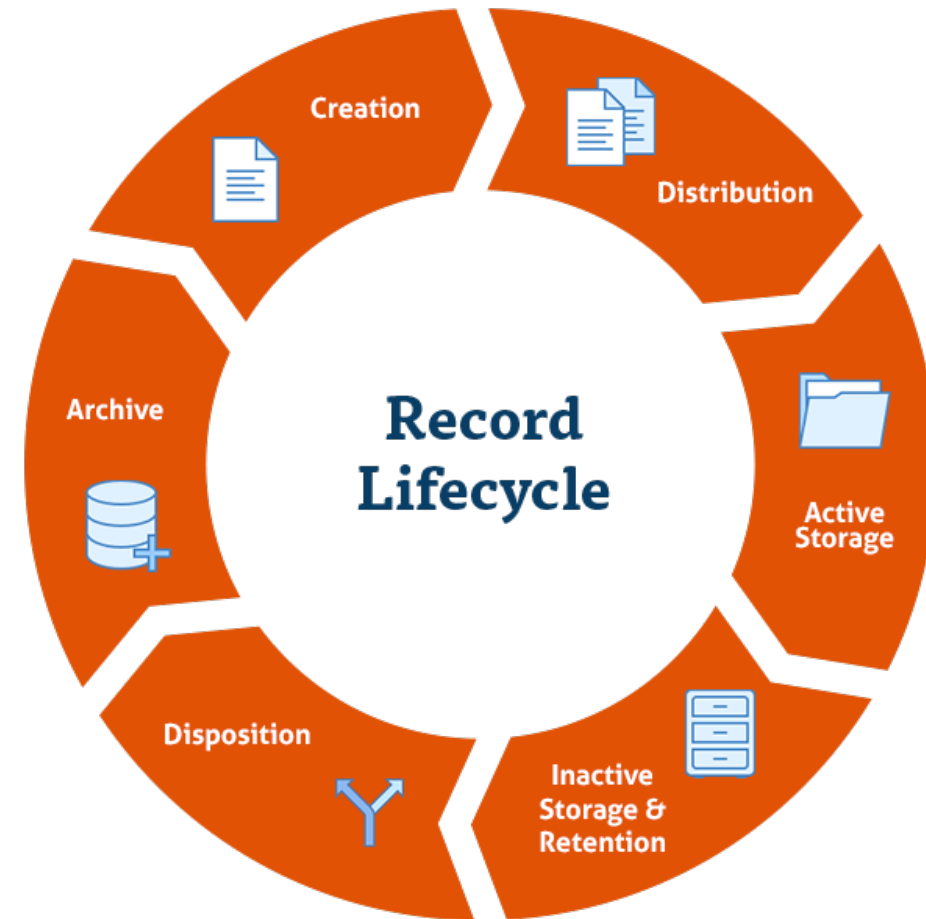 Record
Lifecycle
Creation
Distribution
Active
Storage
Inactive
Storage &
Retention
Disposition
Archive